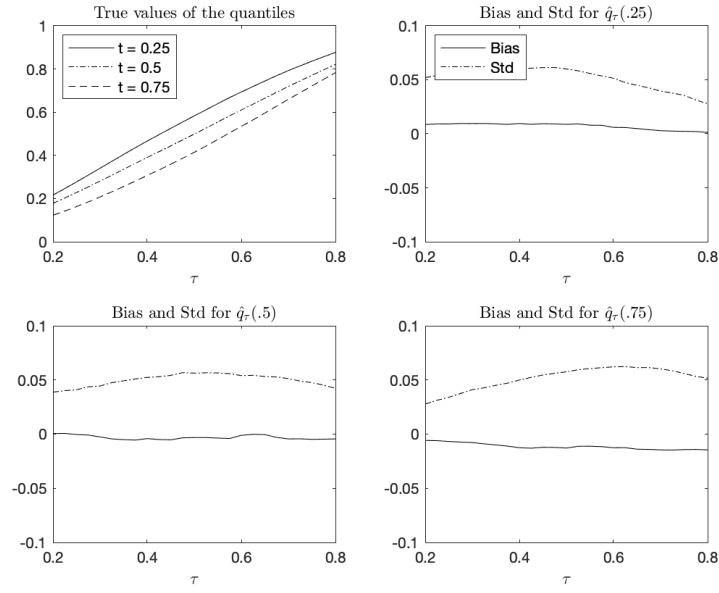 True values of the quantiles
t = 0.25
t = 0.5
t = 0.75
1
0.8
0.6
0.4
0.2
0
0.2 0.4 0.6 0.8
τ
Bias and Std for q̂τ(.25)
Bias
Std
0.1
0.05
0
-0.05
-0.1
0.2 0.4 0.6 0.8
τ
Bias and Std for q̂τ(.5)
0.1
0.05
0
-0.05
-0.1
0.2 0.4 0.6 0.8
τ
Bias and Std for q̂τ(.75)
0.1
0.05
0
-0.05
-0.1
0.2 0.4 0.6 0.8
τ